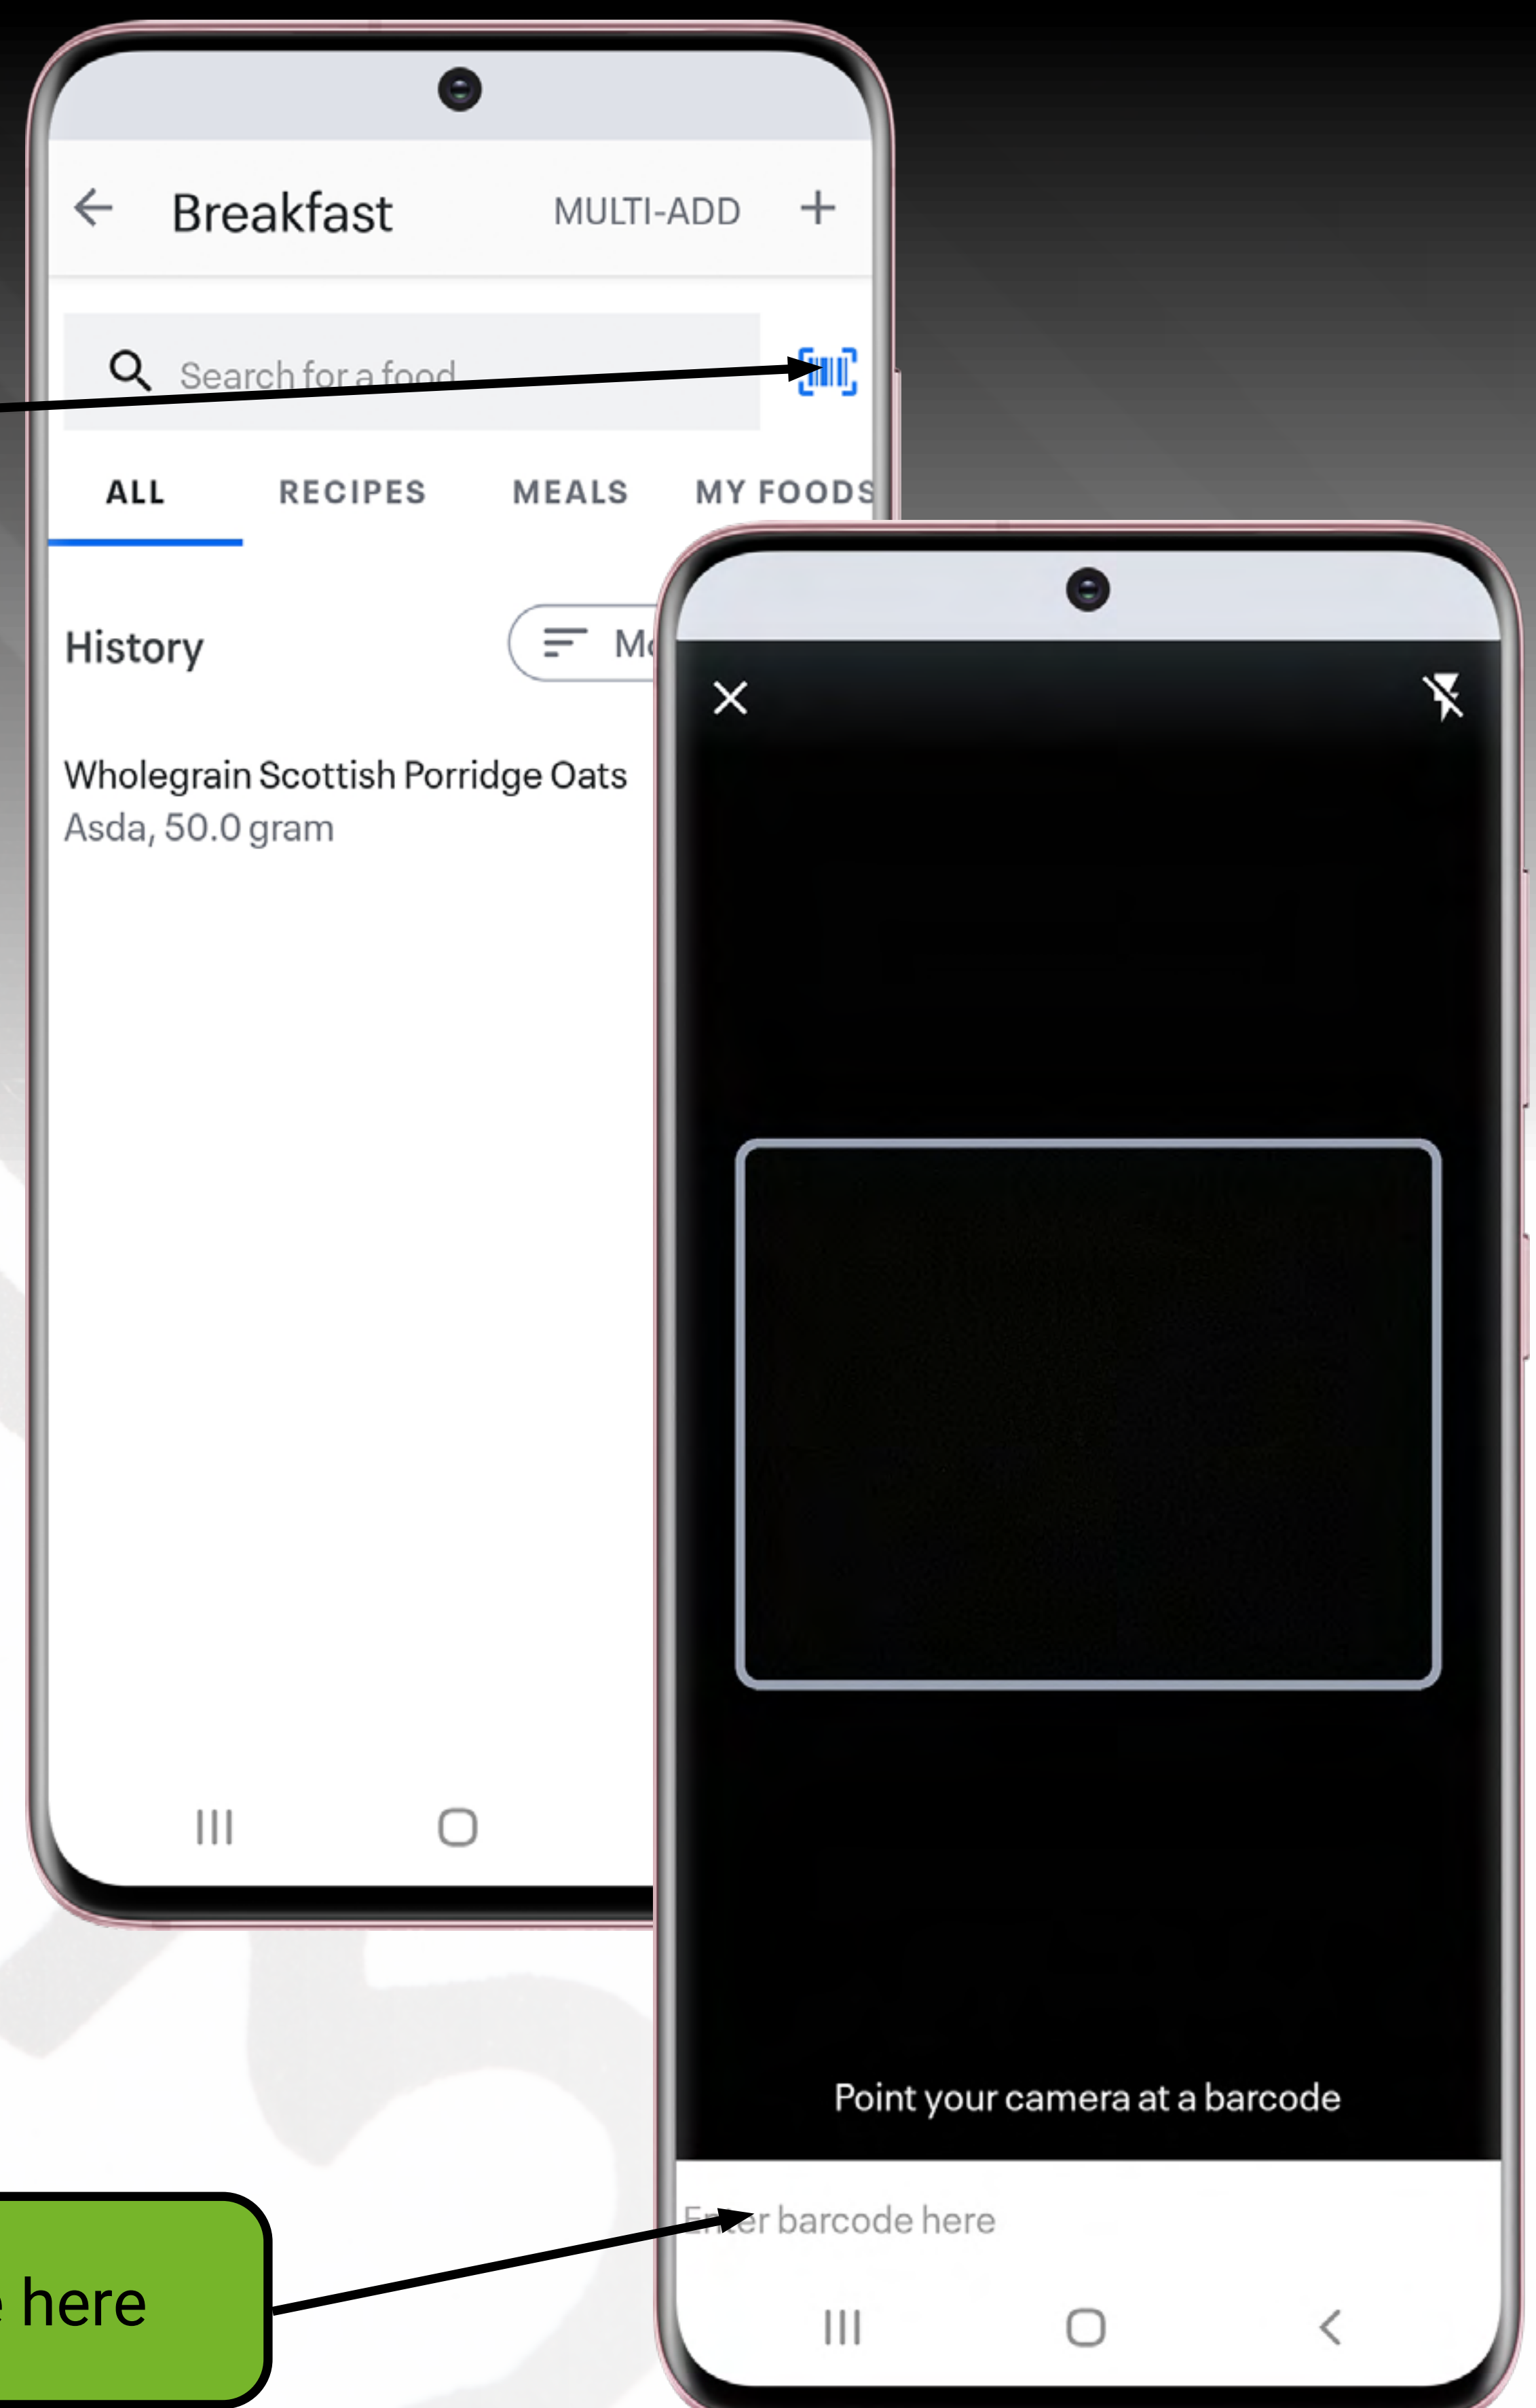 Breakfast MULTI-ADD
Search for a food
ALL RECIPES MEALS MY FOODS
History
Wholegrain Scottish Porridge Oats
Asda, 50.0 gram
Point your camera at a barcode
Enter barcode here
here